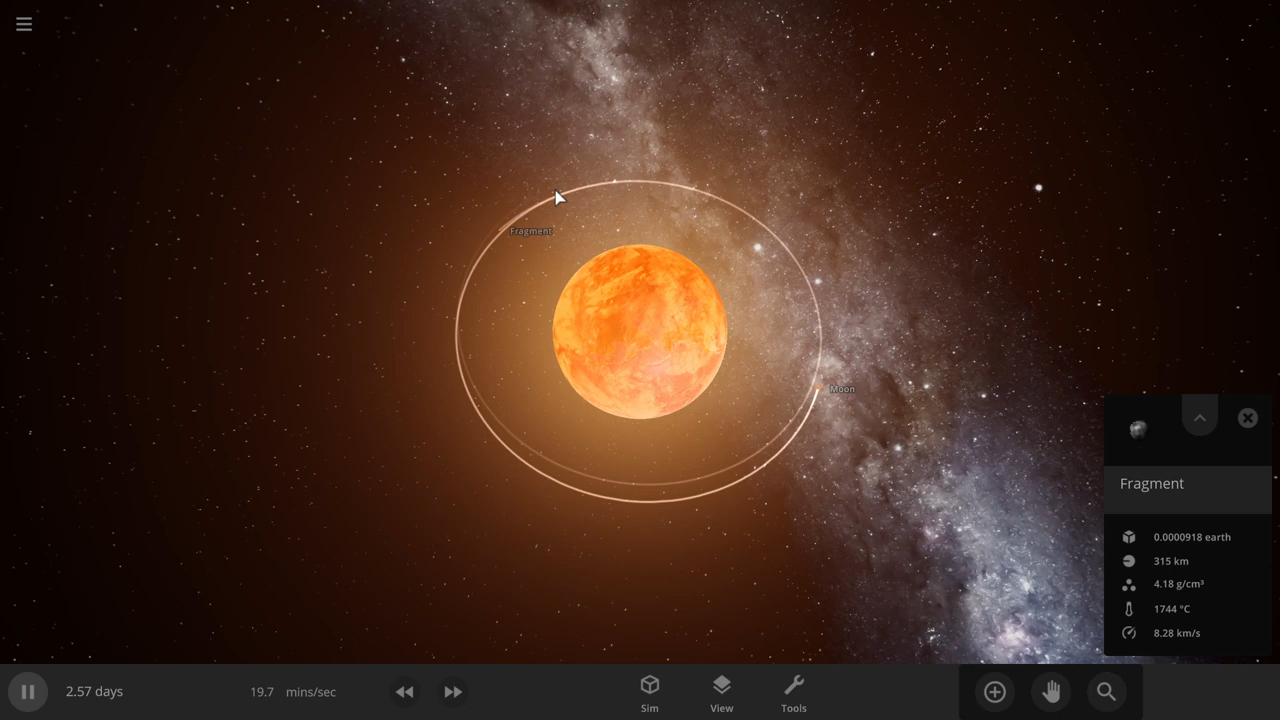 Fragment
Moon
Fragment
0.0000918 earth
315 km
4.18 g/cm³
1744 °C
8.28 km/s
2.57 days
19.7 mins/sec
Sim
View
Tools